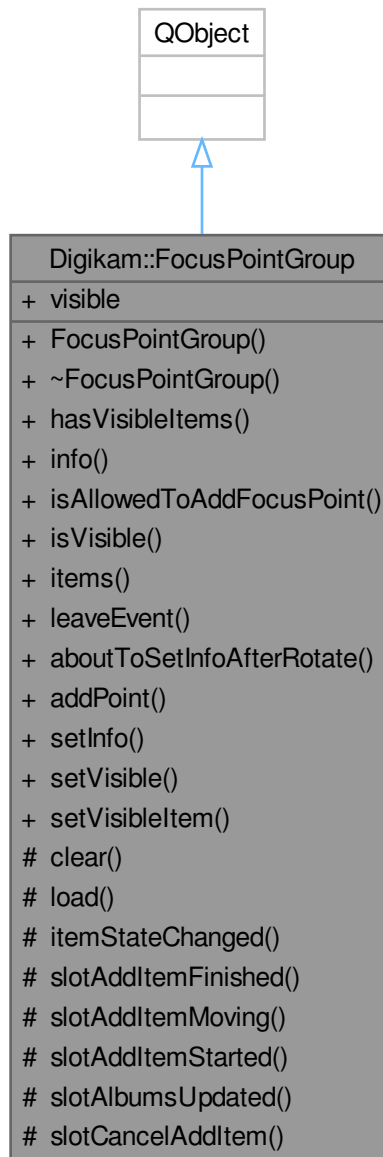 QObject
Digikam::FocusPointGroup
+ visible
+ FocusPointGroup()
+ ~FocusPointGroup()
+ hasVisibleItems()
+ info()
+ isAllowedToAddFocusPoint()
+ isVisible()
+ items()
+ leaveEvent()
+ aboutToSetInfoAfterRotate()
+ addPoint()
+ setInfo()
+ setVisible()
+ setVisibleItem()
# clear()
# load()
# itemStateChanged()
# slotAddItemFinished()
# slotAddItemMoving()
# slotAddItemStarted()
# slotAlbumsUpdated()
# slotCancelAddItem()